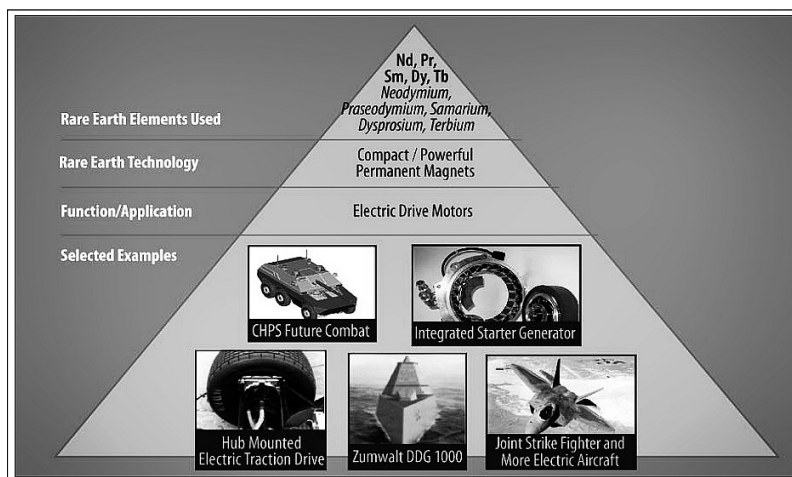 Nd, Pr,
Sm, Dy, Tb
Neodymium,
Praseodymium, Samarium,
Dysprosium, Terbium
Rare Earth Elements Used
Rare Earth Technology
Compact / Powerful
Permanent Magnets
Function/Application
Electric Drive Motors
Selected Examples
CHPS Future Combat
Integrated Starter Generator
Hub Mounted
Electric Traction Drive
Zumwalt DDG 1000
Joint Strike Fighter and
More Electric Aircraft